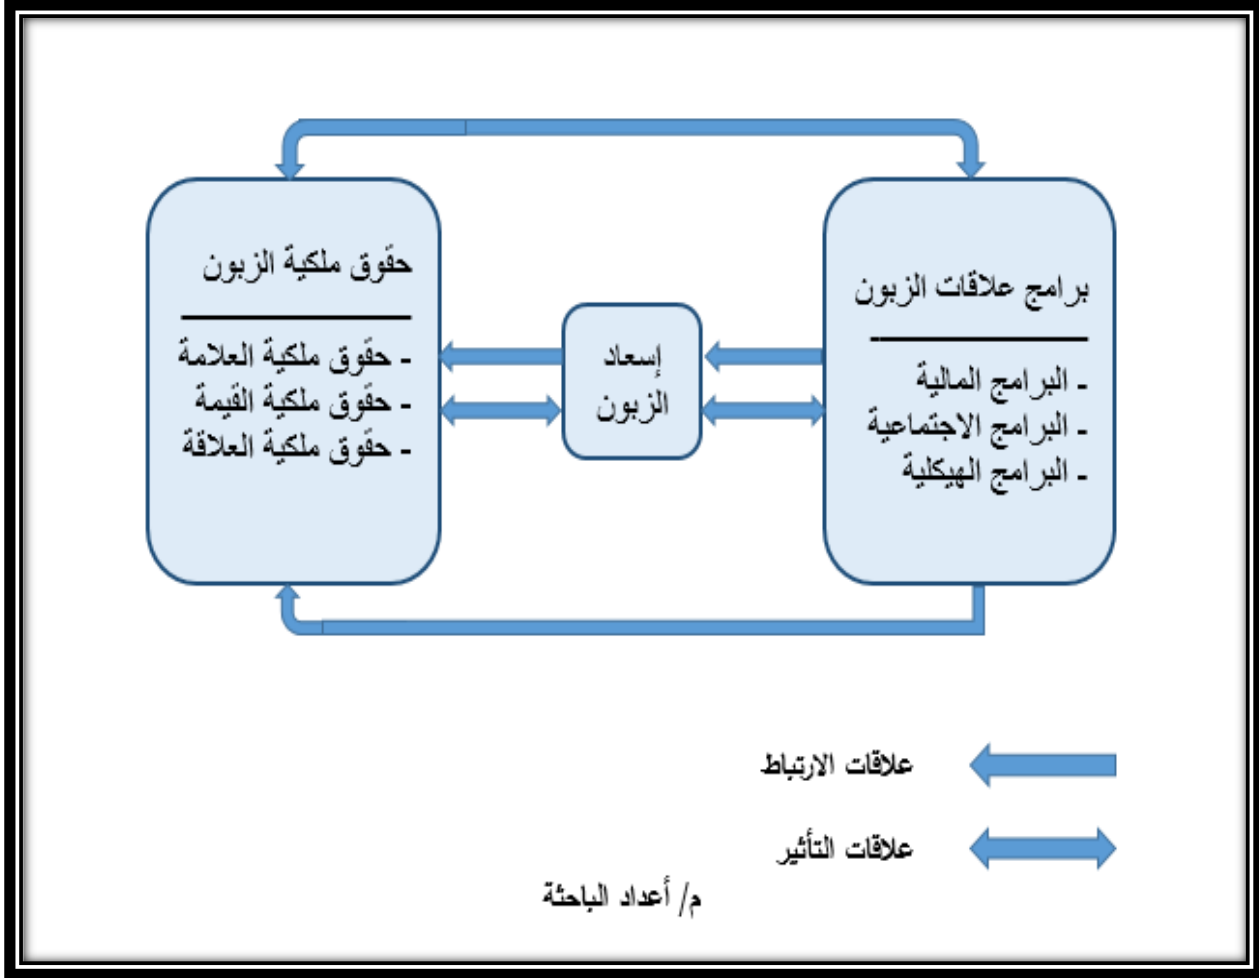 برامج علاقات الزبون
- البرامج المالية
- البرامج الاجتماعية
- البرامج الهيكلية
إسعاد
الزبون
حقوق ملكية الزبون
- حقوق ملكية العلامة
- حقوق ملكية القيمة
- حقوق ملكية العلاقة
علاقات الارتباط
علاقات التأثير
م/ أعداد الباحثة